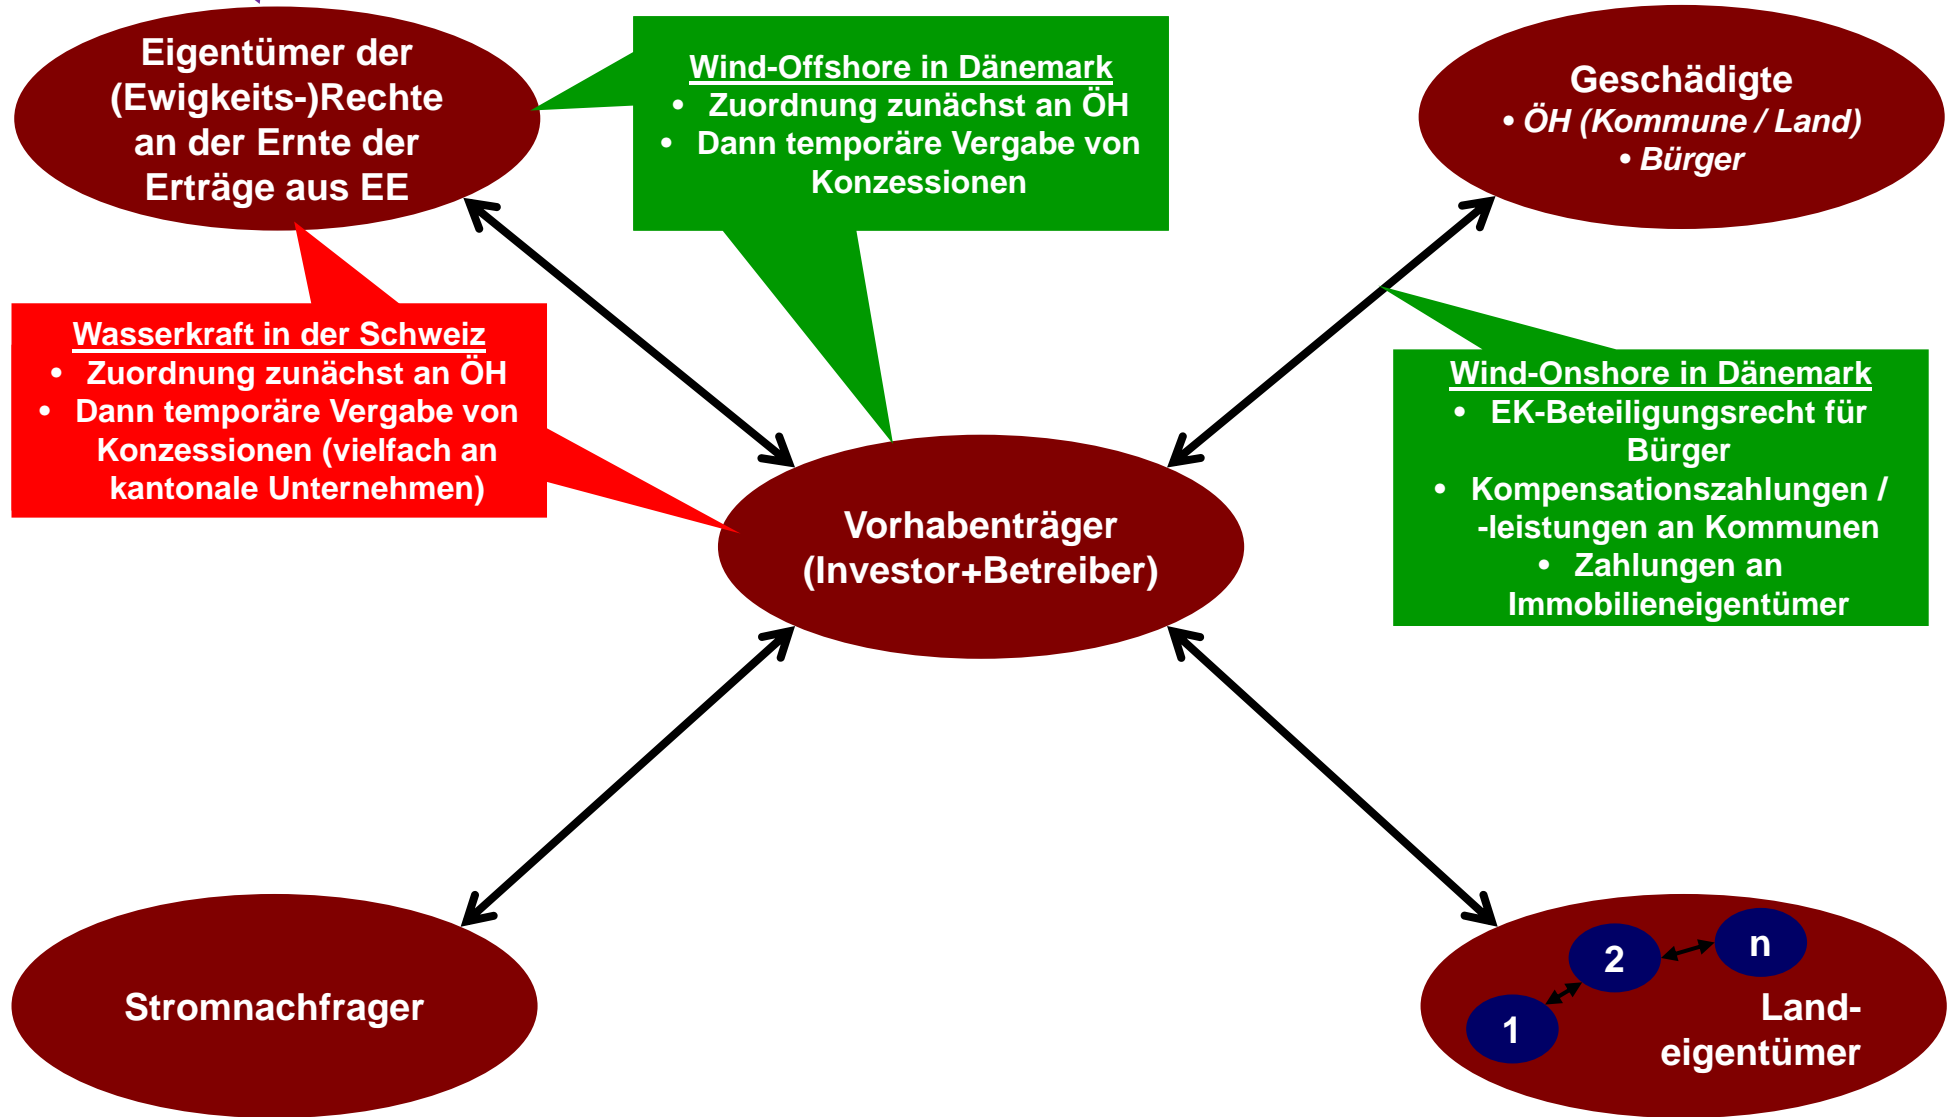 Eigentümer der
(Ewigkeits-)Rechte
an der Ernte der
Erträge aus EE
Wind-Offshore in Dänemark
• Zuordnung zunächst an ÖH
• Dann temporäre Vergabe von
Konzessionen
Geschädigte
• ÖH (Kommune / Land)
• Bürger
Wasserkraft in der Schweiz
• Zuordnung zunächst an ÖH
• Dann temporäre Vergabe von
Konzessionen (vielfach an
kantonale Unternehmen)
Wind-Onshore in Dänemark
• EK-Beteiligungsrecht für
Bürger
• Kompensationszahlungen /
-leistungen an Kommunen
• Zahlungen an
Immobilieneigentümer
Vorhabenträger
(Investor+Betreiber)
Stromnachfrager
1
2
n
Land-
eigentümer